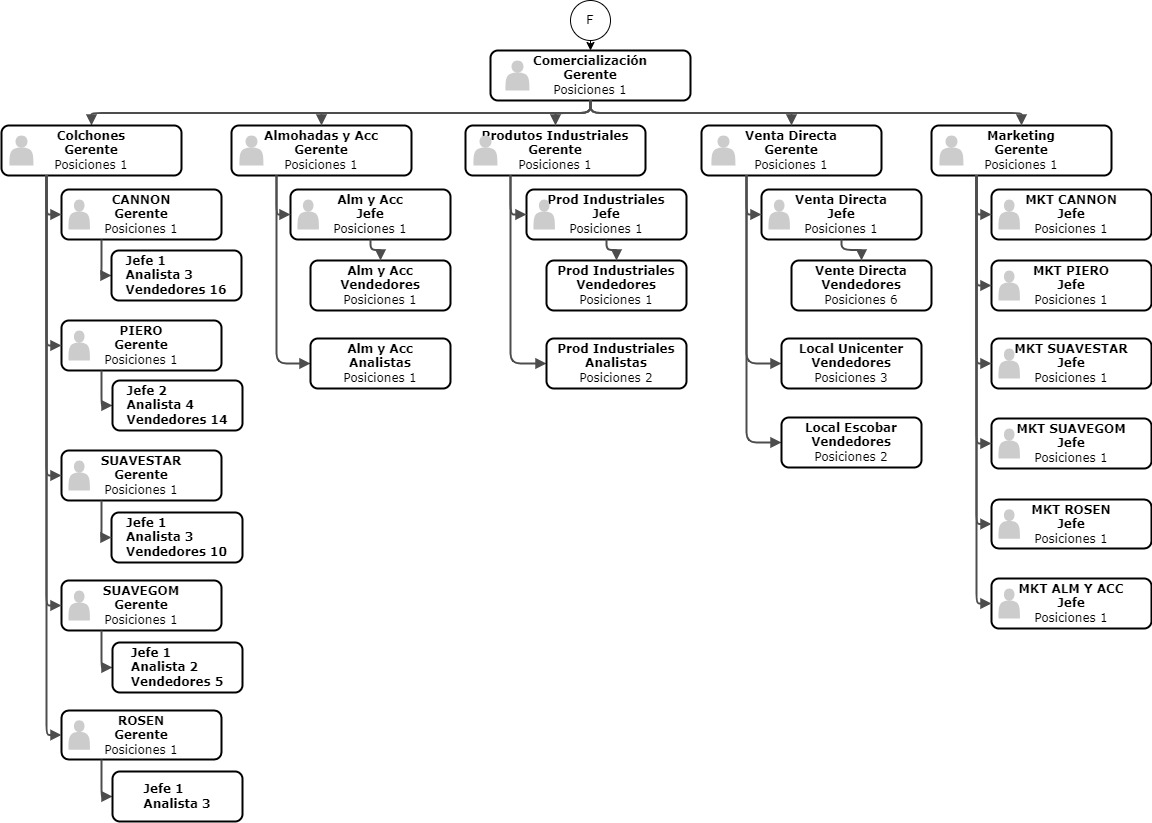 F
Comercialización
Gerente
Posiciones 1
Colchones
Gerente
Posiciones 1
CANNON
Gerente
Posiciones 1
Jefe 1
Analista 3
Vendedores 16
PIERO
Gerente
Posiciones 1
Jefe 2
Analista 4
Vendedores 14
SUAVESTAR
Gerente
Posiciones 1
Jefe 1
Analista 3
Vendedores 10
SUAVEGOM
Gerente
Posiciones 1
Jefe 1
Analista 2
Vendedores 5
ROSEN
Gerente
Posiciones 1
Jefe 1
Analista 3
Almohadas y Acc
Gerente
Posiciones 1
Alm y Acc
Jefe
Posiciones 1
Alm y Acc
Vendedores
Posiciones 1
Alm y Acc
Analistas
Posiciones 1
Produtos Industriales
Gerente
Posiciones 1
Prod Industriales
Jefe
Posiciones 1
Prod Industriales
Vendedores
Posiciones 1
Prod Industriales
Analistas
Posiciones 2
Venta Directa
Gerente
Posiciones 1
Venta Directa
Jefe
Posiciones 1
Vente Directa
Vendedores
Posiciones 6
Local Unicenter
Vendedores
Posiciones 3
Local Escobar
Vendedores
Posiciones 2
Marketing
Gerente
Posiciones 1
MKT CANNON
Jefe
Posiciones 1
MKT PIERO
Jefe
Posiciones 1
MKT SUAVESTAR
Jefe
Posiciones 1
MKT SUAVEGOM
Jefe
Posiciones 1
MKT ROSEN
Jefe
Posiciones 1
MKT ALM Y ACC
Jefe
Posiciones 1